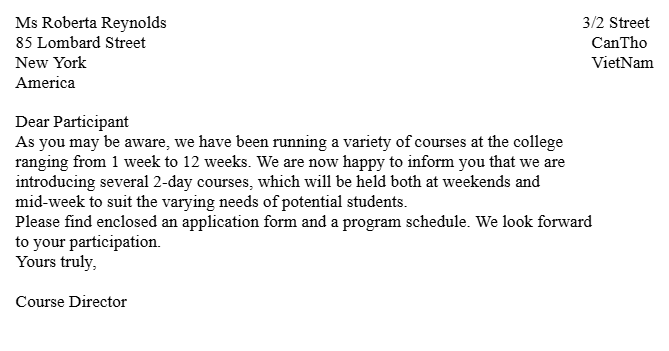 Ms Roberta Reynolds 3/2 Street
85 Lombard Street CanTho
New York VietNam
America
Dear Participant
As you may be aware, we have been running a variety of courses at the college
ranging from 1 week to 12 weeks. We are now happy to inform you that we are
introducing several 2-day courses, which will be held both at weekends and
mid-week to suit the varying needs of potential students.
Please find enclosed an application form and a program schedule. We look forward
to your participation.
Yours truly,
Course Director